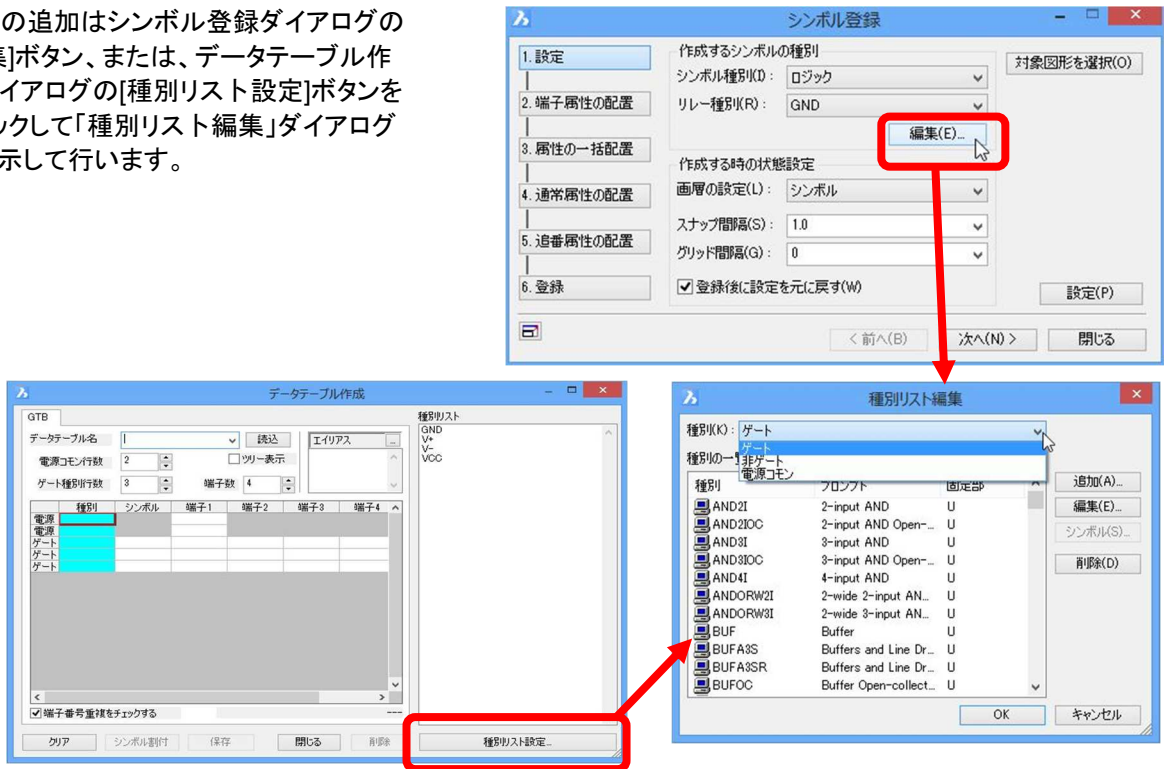 の追加はシンボル登録ダイアログの
集]ボタン、または、データテーブル作
イアログの[種別リスト設定]ボタンを
ックして「種別リスト編集」ダイアログ
示して行います。
シンボル登録
1. 設定
2. 端子属性の配置
3. 属性の一括配置
4. 通常属性の配置
5. 追番属性の配置
6. 登録
作成するシンボルの種別
シンボル種別(I): ロジック
リレー種別(R): GND
編集(E)...
作成する時の状態設定
画層の設定(L): シンボル
スナップ間隔(S): 1.0
グリッド間隔(G): 0
登録後に設定を元に戻す(W)
対象図形を選択(O)
設定(P)
< 前へ(B) 次へ(N) > 閉じる
データテーブル作成
GTB
データテーブル名 読込 エイリアス ...
電源コモン行数 2 ツリー表示
ゲート種別行数 3 端子数 4
種別 シンボル 端子1 端子2 端子3 端子4
電源
電源
ゲート
ゲート
ゲート
端子番号重複をチェックする ---
クリア シンボル割付 保存 閉じる 削除
種別リスト
GND
V+
V-
VCC
種別リスト設定...
種別リスト編集
種別(K): ゲート
ゲート
非ゲート
電源コモン
種別の一
種別 プロンプト 固定部
AND2I 2-input AND U
AND2IOC 2-input AND Open-... U
AND3I 3-input AND U
AND3IOC 3-input AND Open-... U
AND4I 4-input AND U
ANDORW2I 2-wide 2-input AN... U
ANDORW3I 2-wide 3-input AN... U
BUF Buffer U
BUFA3S Buffers and Line Dr... U
BUFA3SR Buffers and Line Dr... U
BUFOC Buffer Open-collect... U
追加(A)...
編集(E)...
シンボル(S)...
削除(D)
OK キャンセル